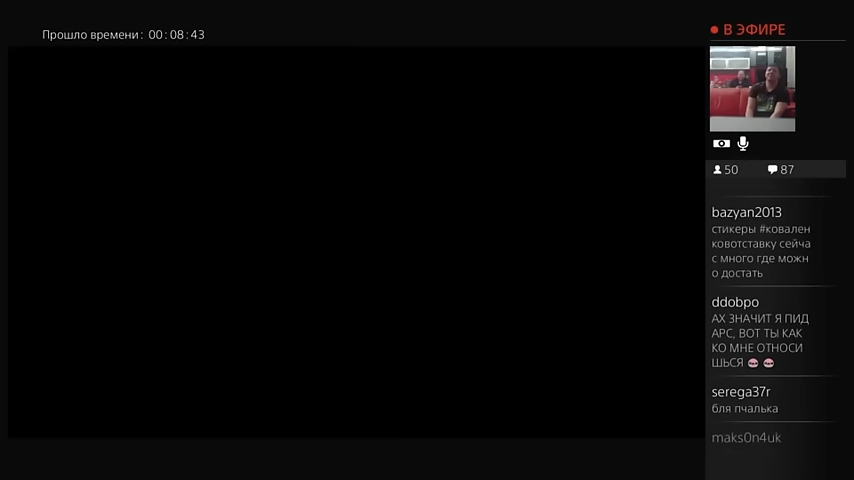 Прошло времени: 00:08:43
В ЭФИРЕ
50 87
bazyan2013
стикеры #ковален
ковотставку сейча
с много где можн
о достать
ddobpo
АХ ЗНАЧИТ Я ПИД
АРС, ВОТ ТЫ КАК
КО МНЕ ОТНОСИ
ШЬСЯ
serega37r
бля пчалька
maks0n4uk